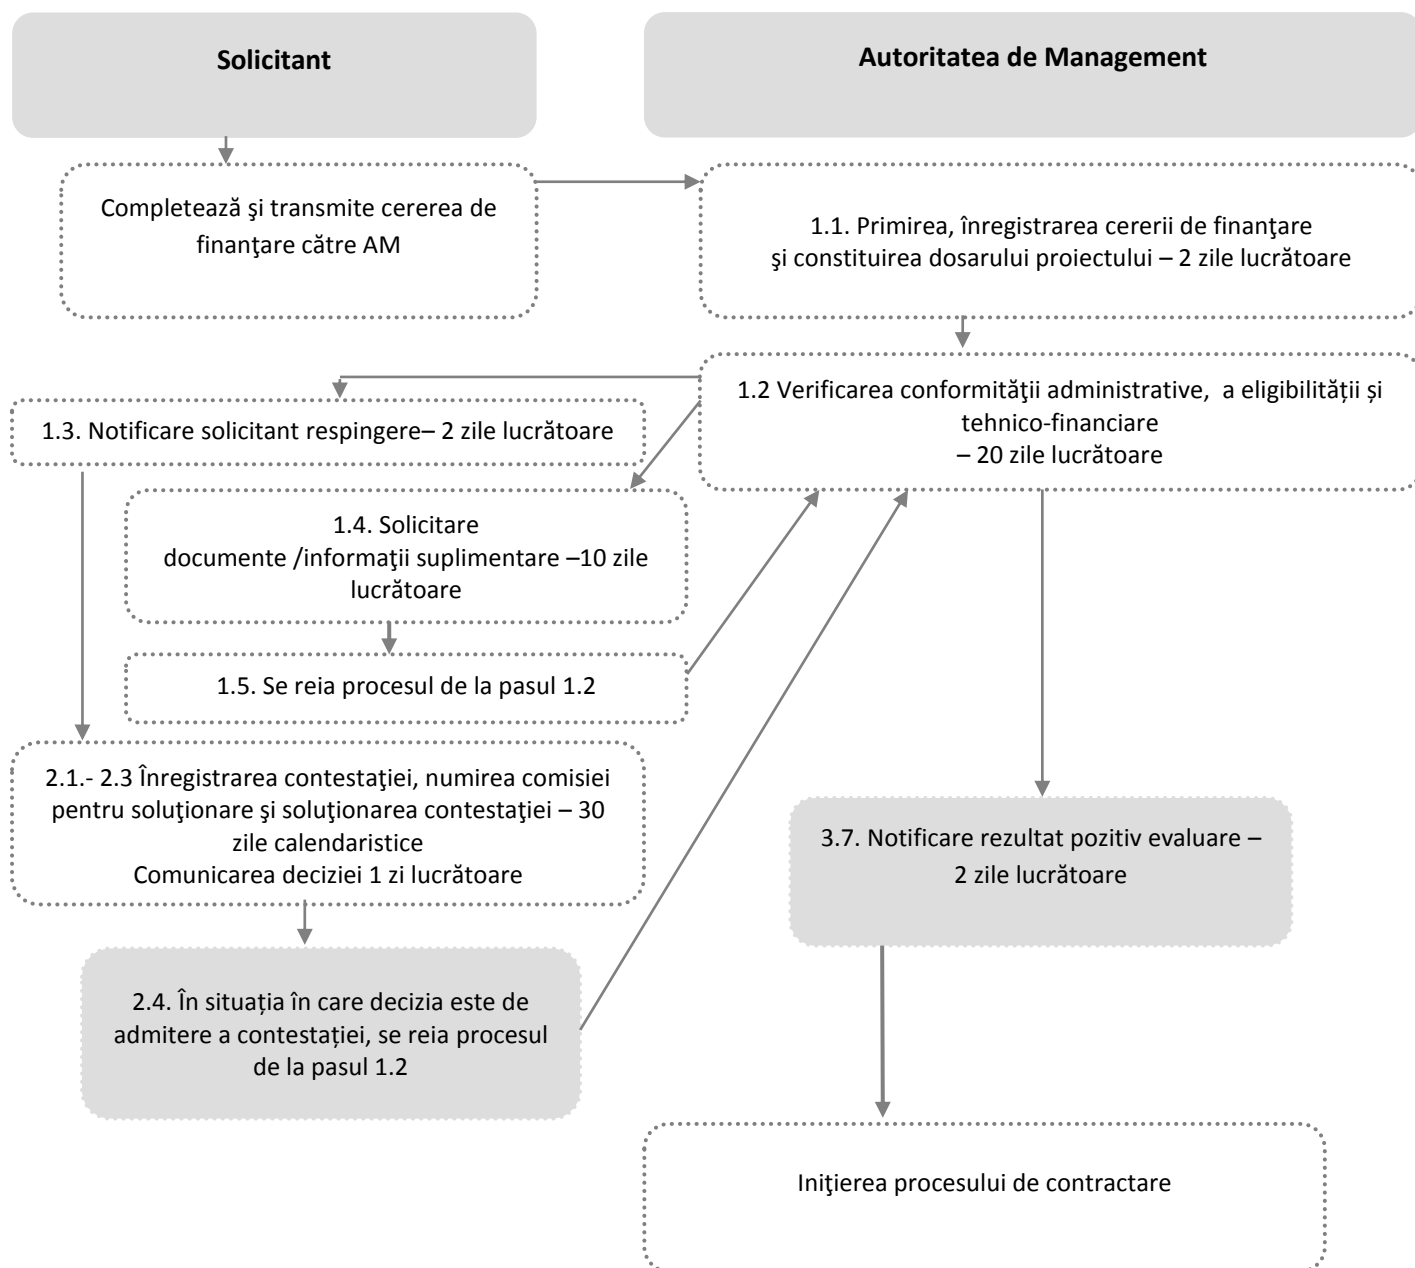 Solicitant
Autoritatea de Management
Completează şi transmite cererea de
finanţare către AM
1.1. Primirea, înregistrarea cererii de finanţare
şi constituirea dosarului proiectului – 2 zile lucrătoare
1.2 Verificarea conformităţii administrative, a eligibilității și
tehnico-financiare
– 20 zile lucrătoare
1.3. Notificare solicitant respingere– 2 zile lucrătoare
1.4. Solicitare
documente /informaţii suplimentare –10 zile
lucrătoare
1.5. Se reia procesul de la pasul 1.2
2.1.- 2.3 Înregistrarea contestaţiei, numirea comisiei
pentru soluţionare şi soluţionarea contestaţiei – 30
zile calendaristice
Comunicarea deciziei 1 zi lucrătoare
3.7. Notificare rezultat pozitiv evaluare –
2 zile lucrătoare
2.4. În situația în care decizia este de
admitere a contestației, se reia procesul
de la pasul 1.2
Iniţierea procesului de contractare